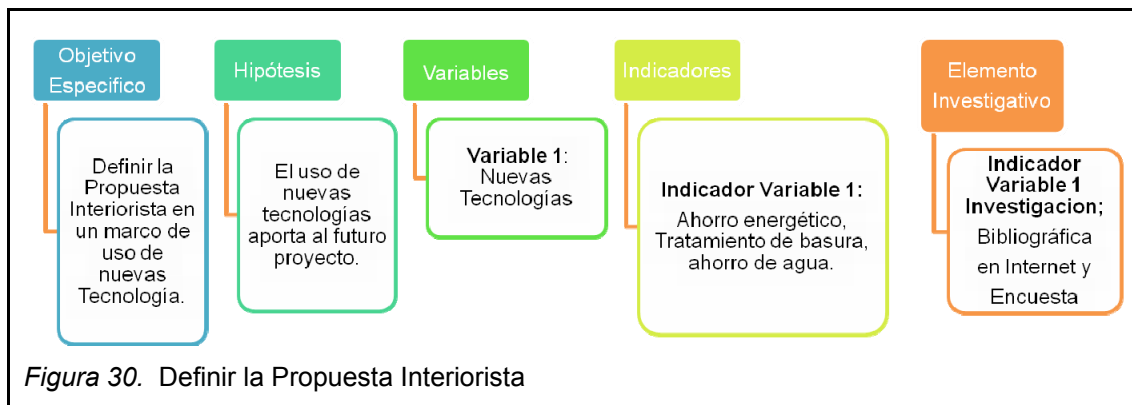 Objetivo
Especifico
Definir la
Propuesta
Interiorista en
un marco de
uso de
nuevas
Tecnología.
Hipótesis
El uso de
nuevas
tecnologías
aporta al futuro
proyecto.
Variables
Variable 1:
Nuevas
Tecnologías
Indicadores
Indicador Variable 1:
Ahorro energético,
Tratamiento de basura,
ahorro de agua.
Elemento
Investigativo
Indicador
Variable 1
Investigacion;
Bibliográfica
en Internet y
Encuesta
Figura 30. Definir la Propuesta Interiorista